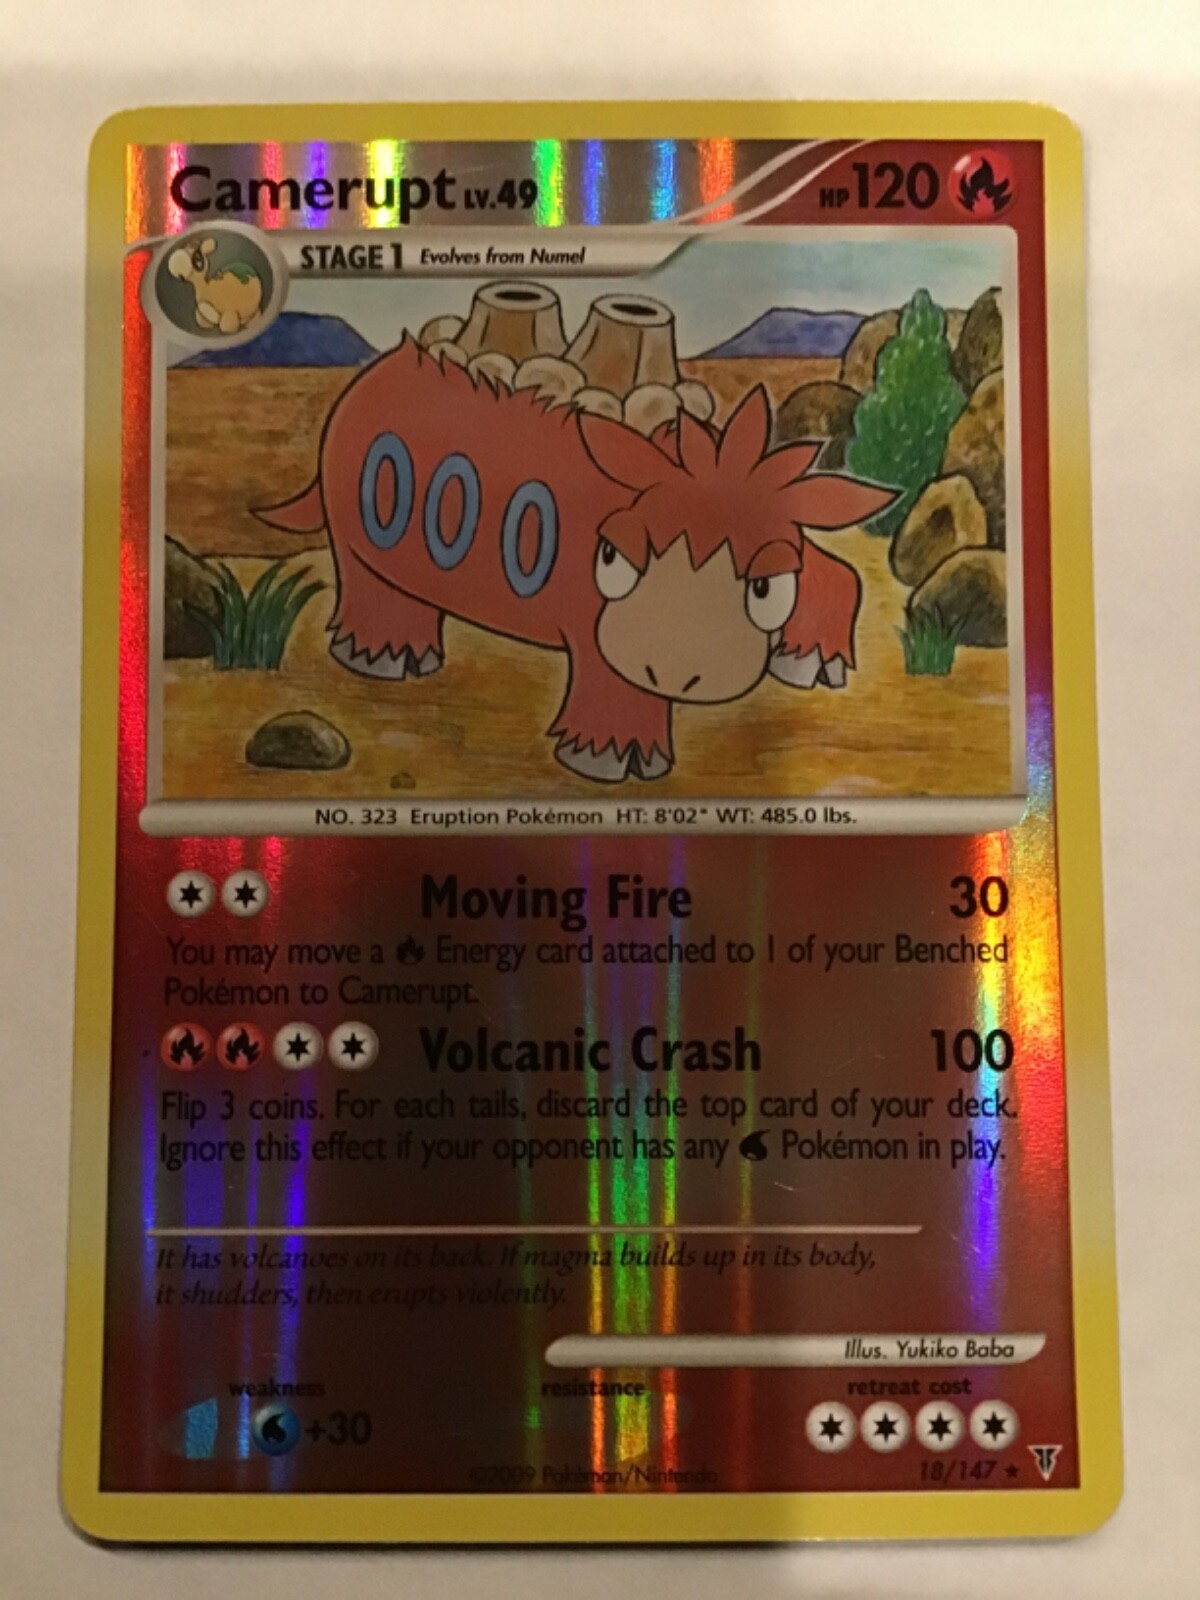 Camerupt LV.49 HP 120
STAGE 1 Evolves from Numel
NO. 323 Eruption Pokémon HT: 8'02" WT: 485.0 lbs.
Moving Fire 30
You may move a Energy card attached to 1 of your Benched
Pokémon to Camerupt.
Volcanic Crash 100
Flip 3 coins. For each tails, discard the top card of your deck.
Ignore this effect if your opponent has any Pokémon in play.
It has volcanoes on its back. If magma builds up in its body,
it shudders, then erupts violently.
Illus. Yukiko Baba
weakness resistance retreat cost
+30
©2009 Pokémon/Nintendo 18/147 ★